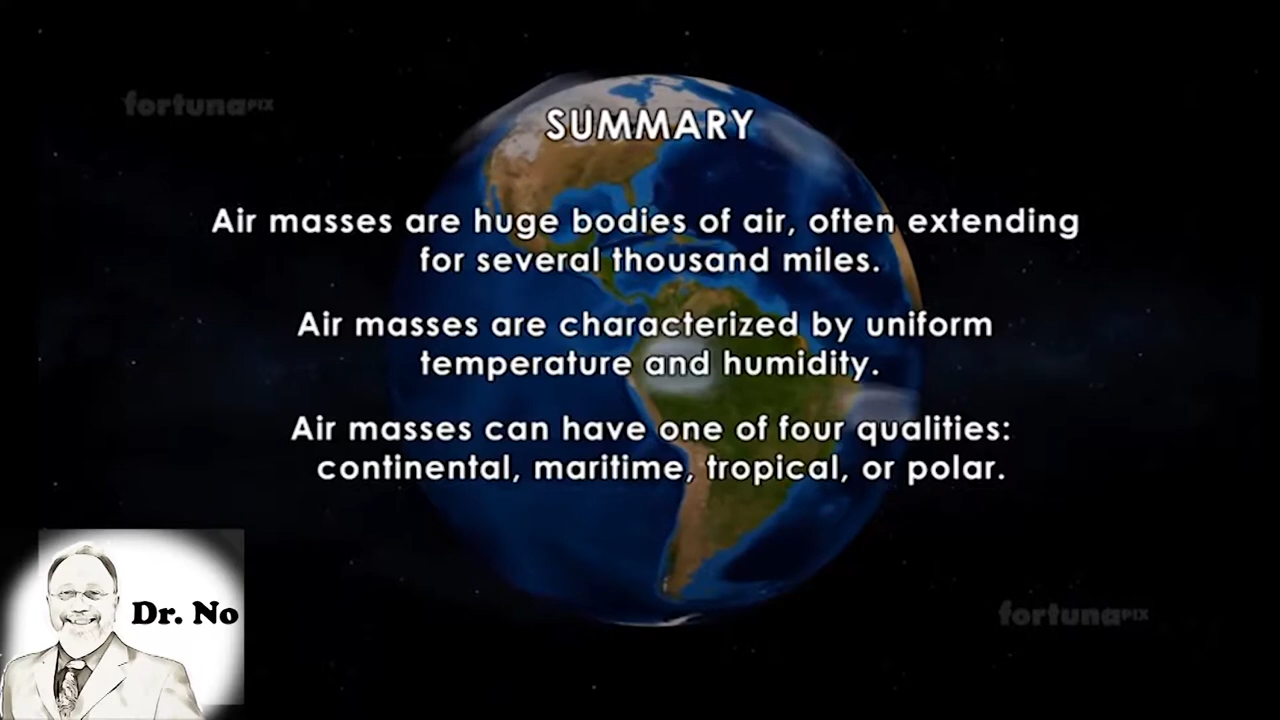 fortunaPIX
SUMMARY
Air masses are huge bodies of air, often extending
for several thousand miles.
Air masses are characterized by uniform
temperature and humidity.
Air masses can have one of four qualities:
continental, maritime, tropical, or polar.
Dr. No
fortunaPIX